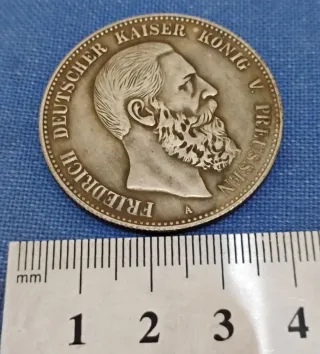 FRIEDRICH DEUTSCHER KAISER KÖNIG V. PREUSSEN
A
mm
1 2 3 4